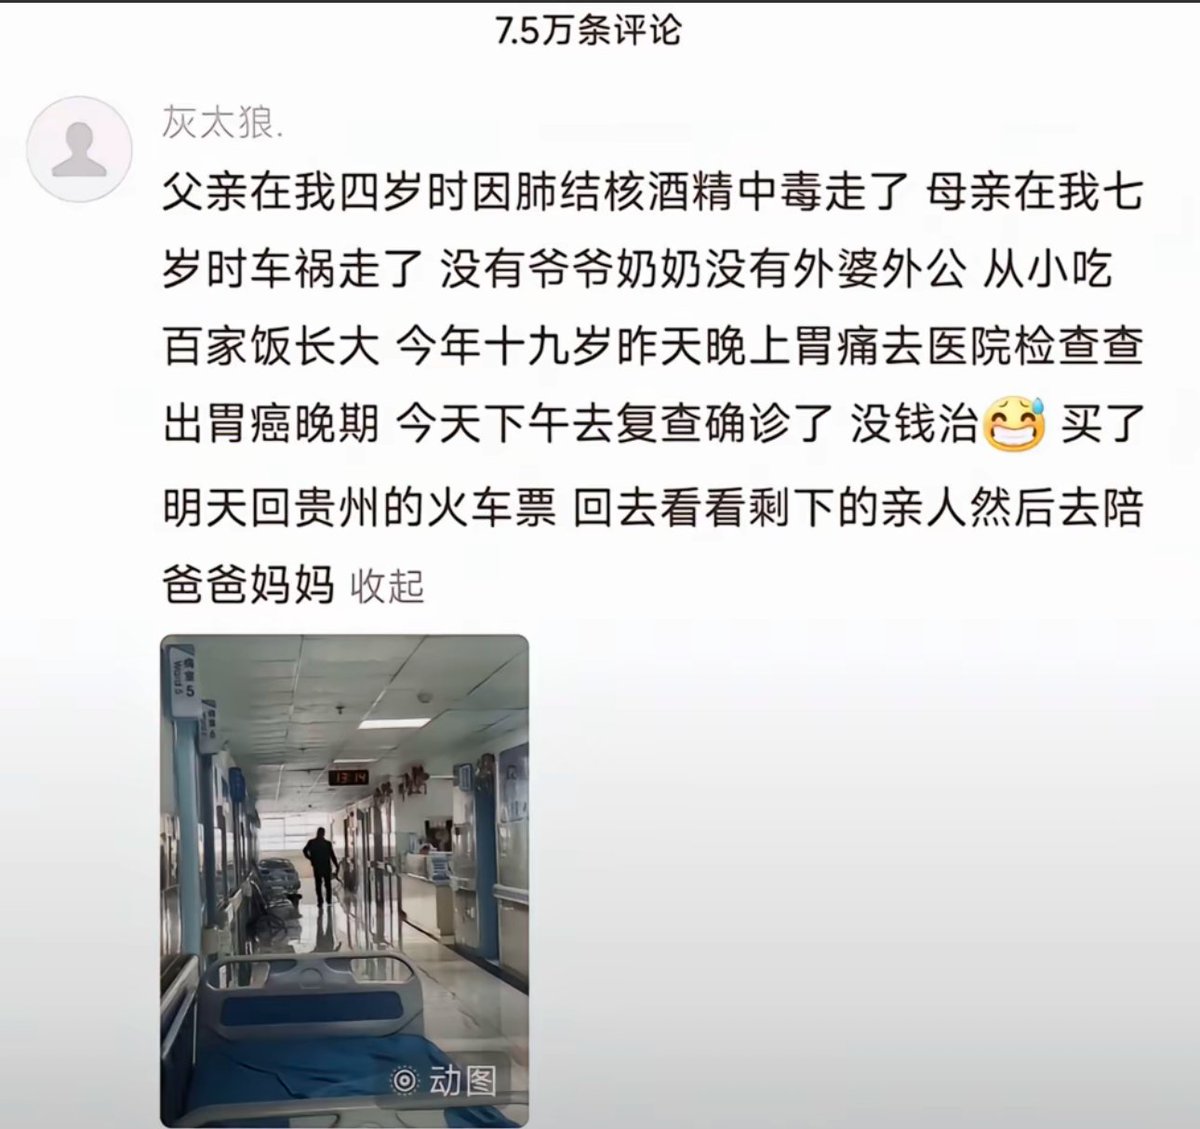 7.5万条评论
灰太狼.
父亲在我四岁时因肺结核酒精中毒走了 母亲在我七
岁时车祸走了 没有爷爷奶奶没有外婆外公 从小吃
百家饭长大 今年十九岁昨天晚上胃痛去医院检查查
出胃癌晚期 今天下午去复查确诊了 没钱治😅 买了
明天回贵州的火车票 回去看看剩下的亲人然后去陪
爸爸妈妈 收起
病室 5
Ward 5
13:14
动图